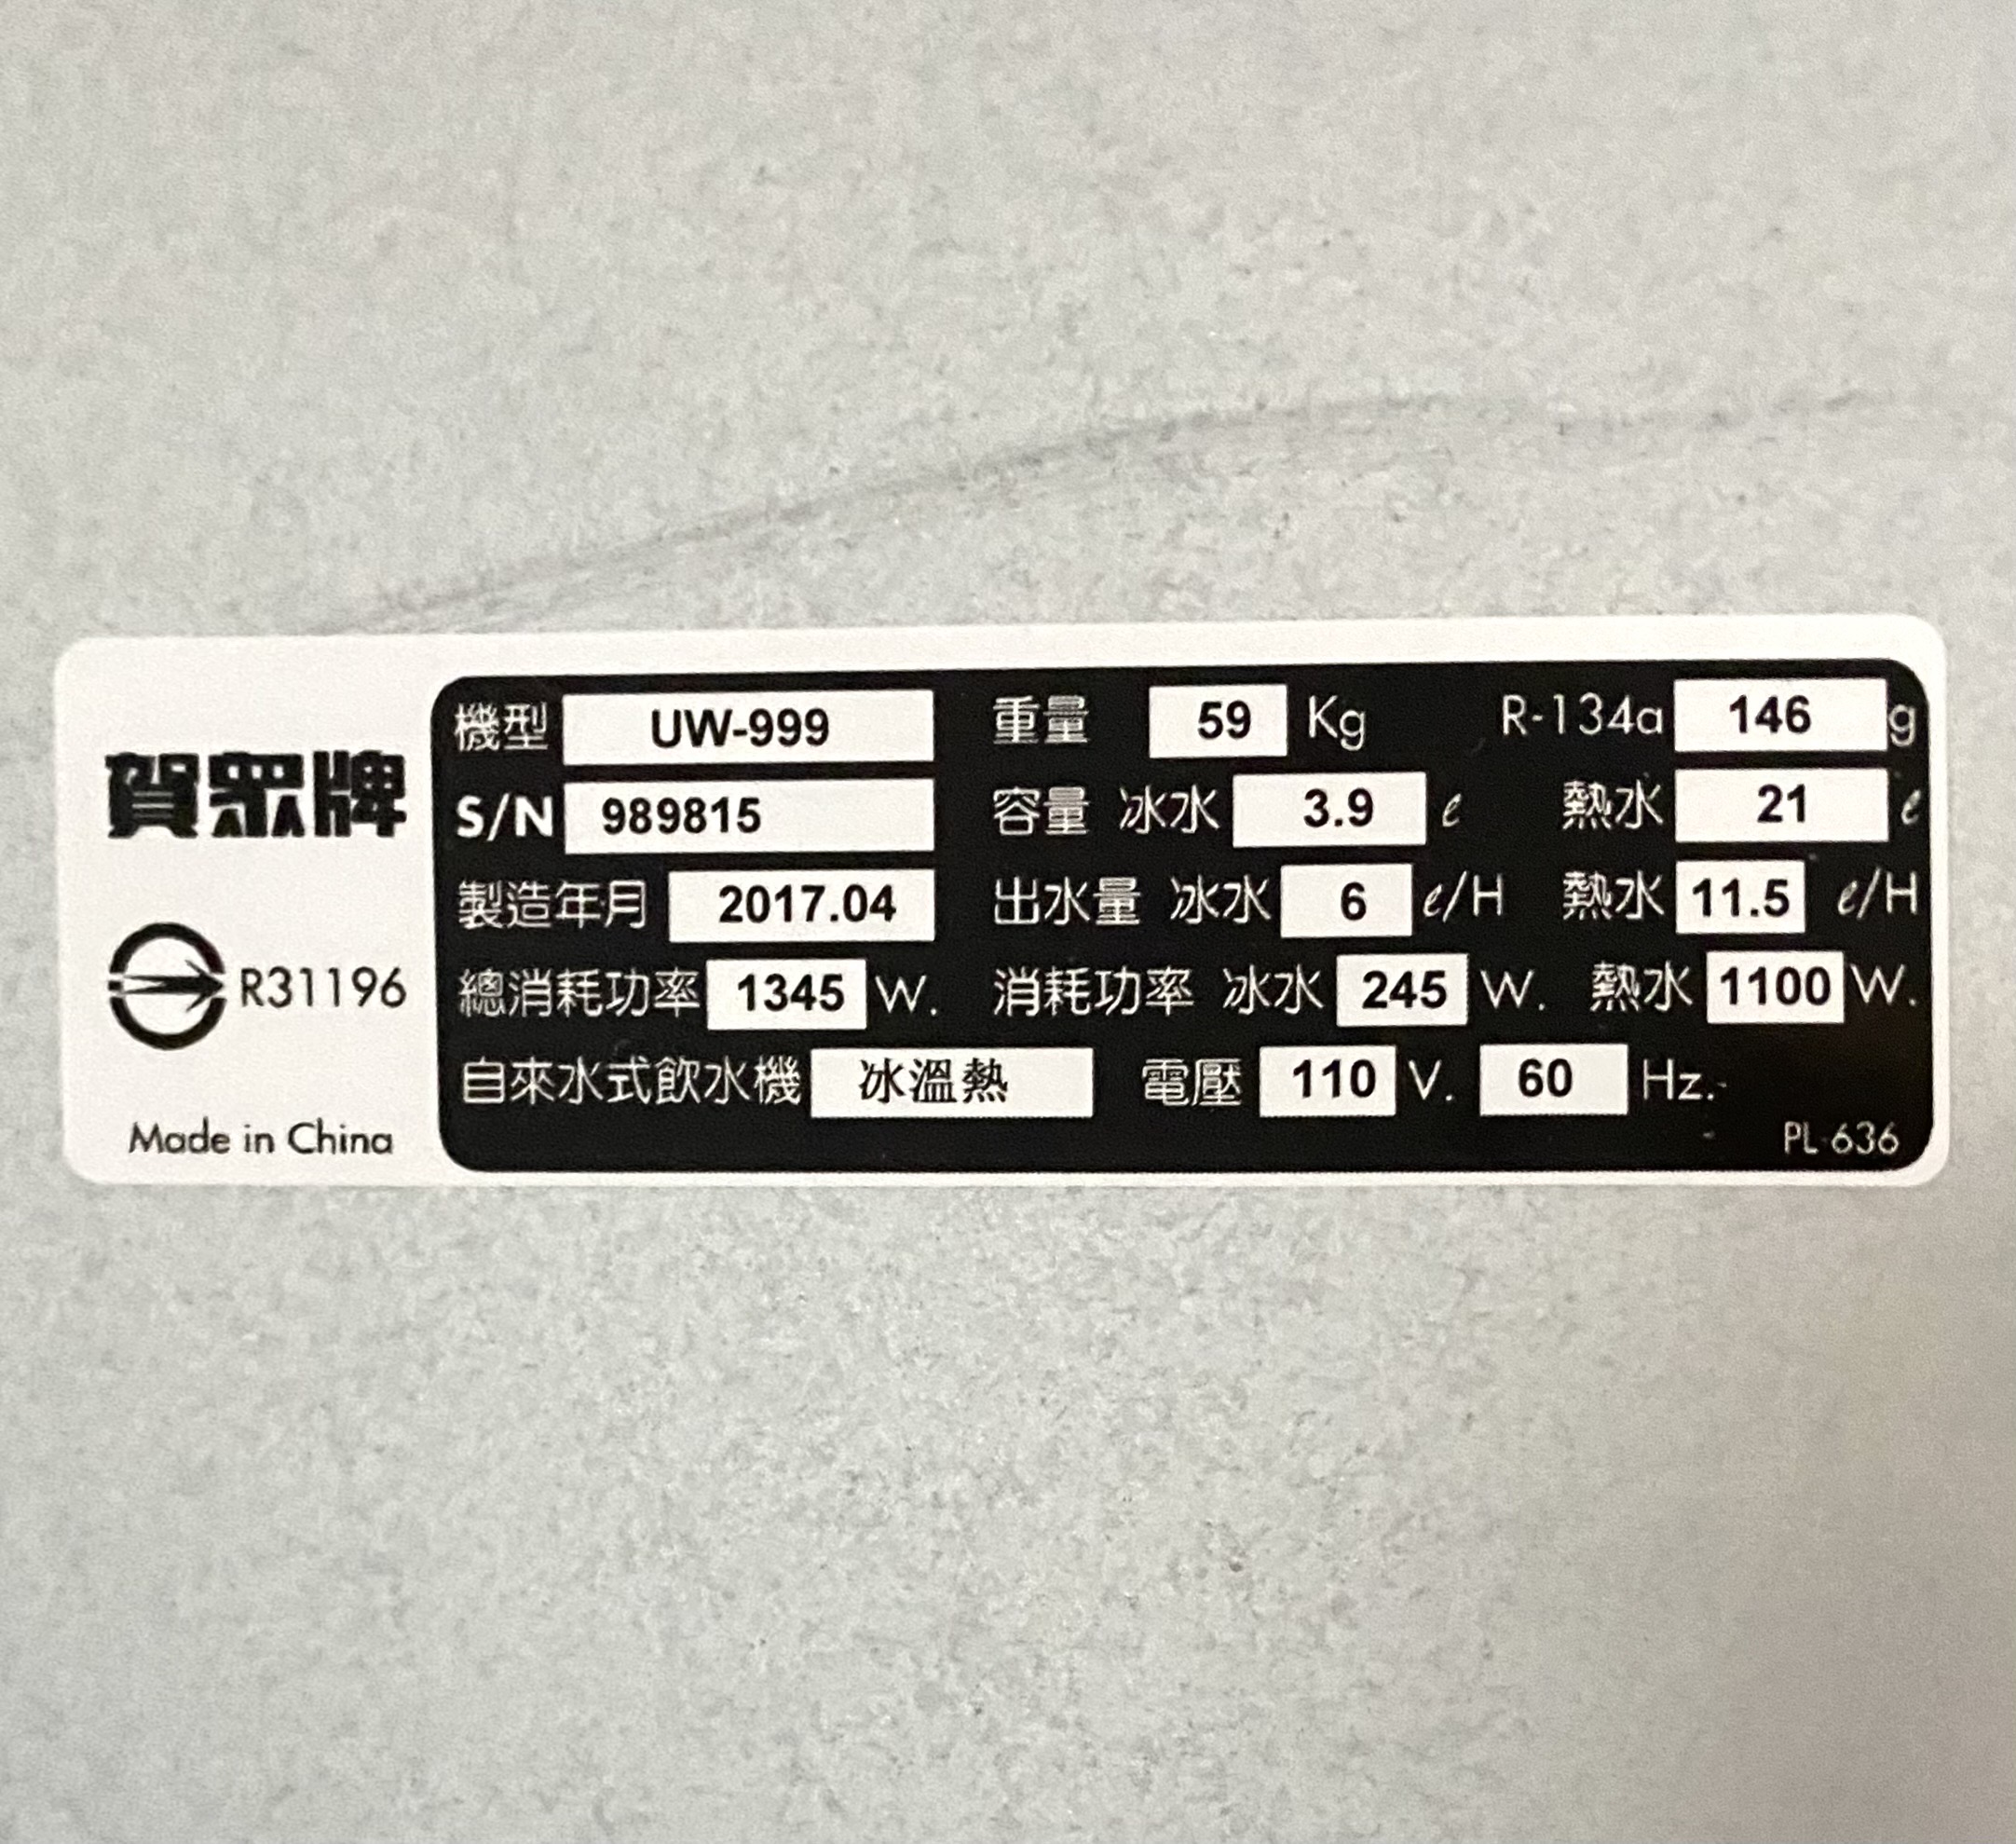 賀眾牌
R31196
Made in China
機型 UW-999 重量 59 Kg R-134a 146 g
S/N 989815 容量 冰水 3.9 ℓ 熱水 21 ℓ
製造年月 2017.04 出水量 冰水 6 ℓ/H 熱水 11.5 ℓ/H
總消耗功率 1345 W. 消耗功率 冰水 245 W. 熱水 1100 W.
自來水式飲水機 冰溫熱 電壓 110 V. 60 Hz.
PL-636